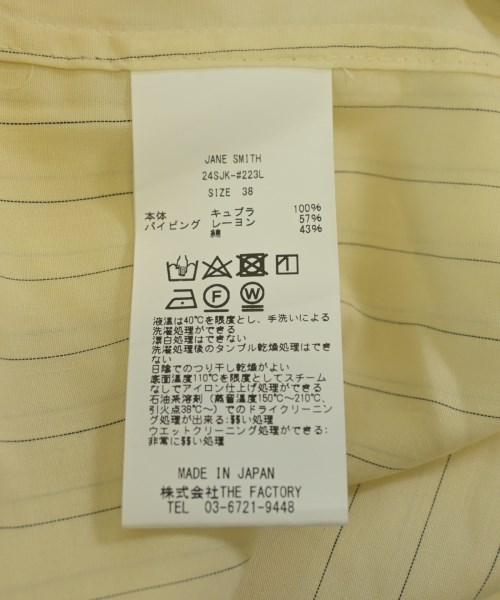 JANE SMITH
24SJK-#223L
SIZE 38
本体 キュプラ 100%
パイピング レーヨン 57%
綿 43%
F W
液温は40℃を限度とし、手洗いによる
洗濯処理ができる
漂白処理はできない
洗濯処理後のタンブル乾燥処理はでき
ない
日陰でのつり干し乾燥がよい
底面温度110℃を限度としてスチーム
なしでアイロン仕上げ処理ができる
石油系溶剤（蒸留温度150℃〜210℃、
引火点38℃〜）でのドライクリーニン
グ処理が出来る:弱い処理
ウエットクリーニング処理ができる:
非常に弱い処理
MADE IN JAPAN
株式会社THE FACTORY
TEL 03-6721-9448